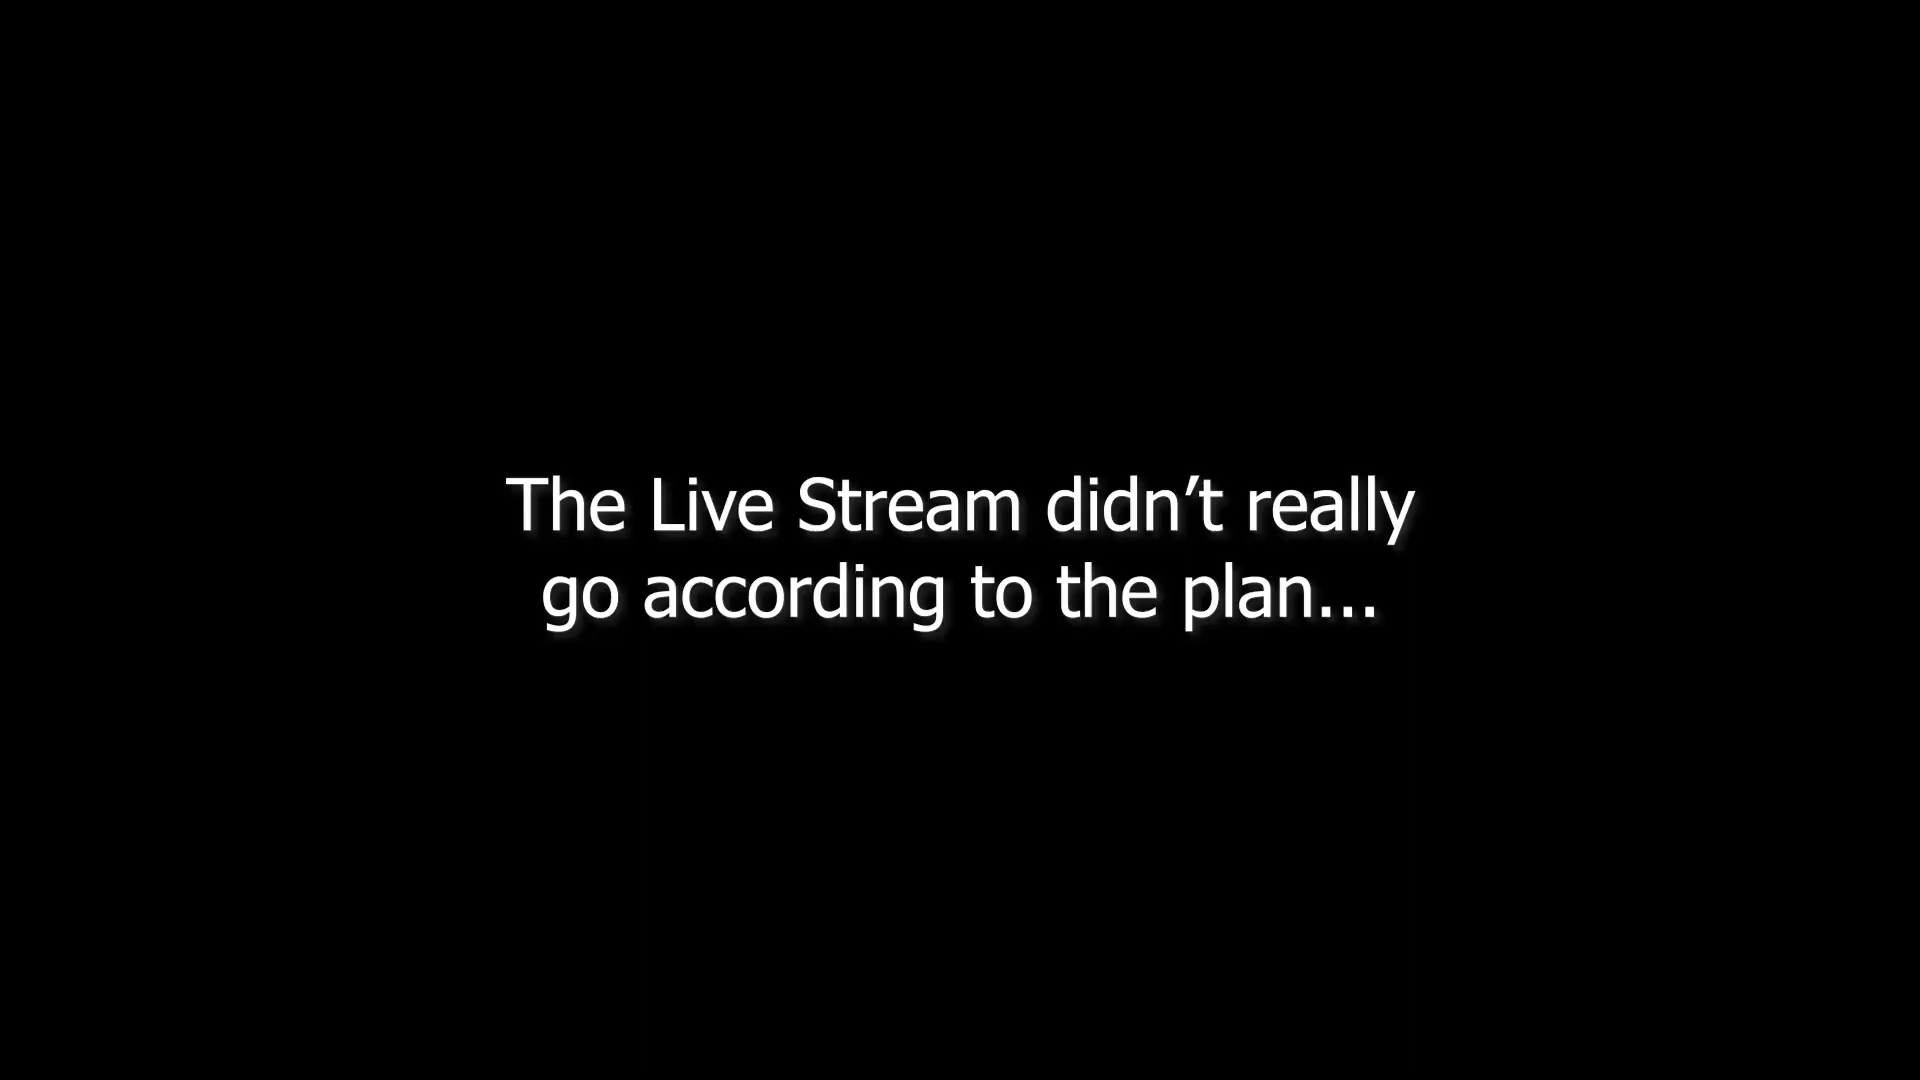 The Live Stream didn’t really
go according to the plan...